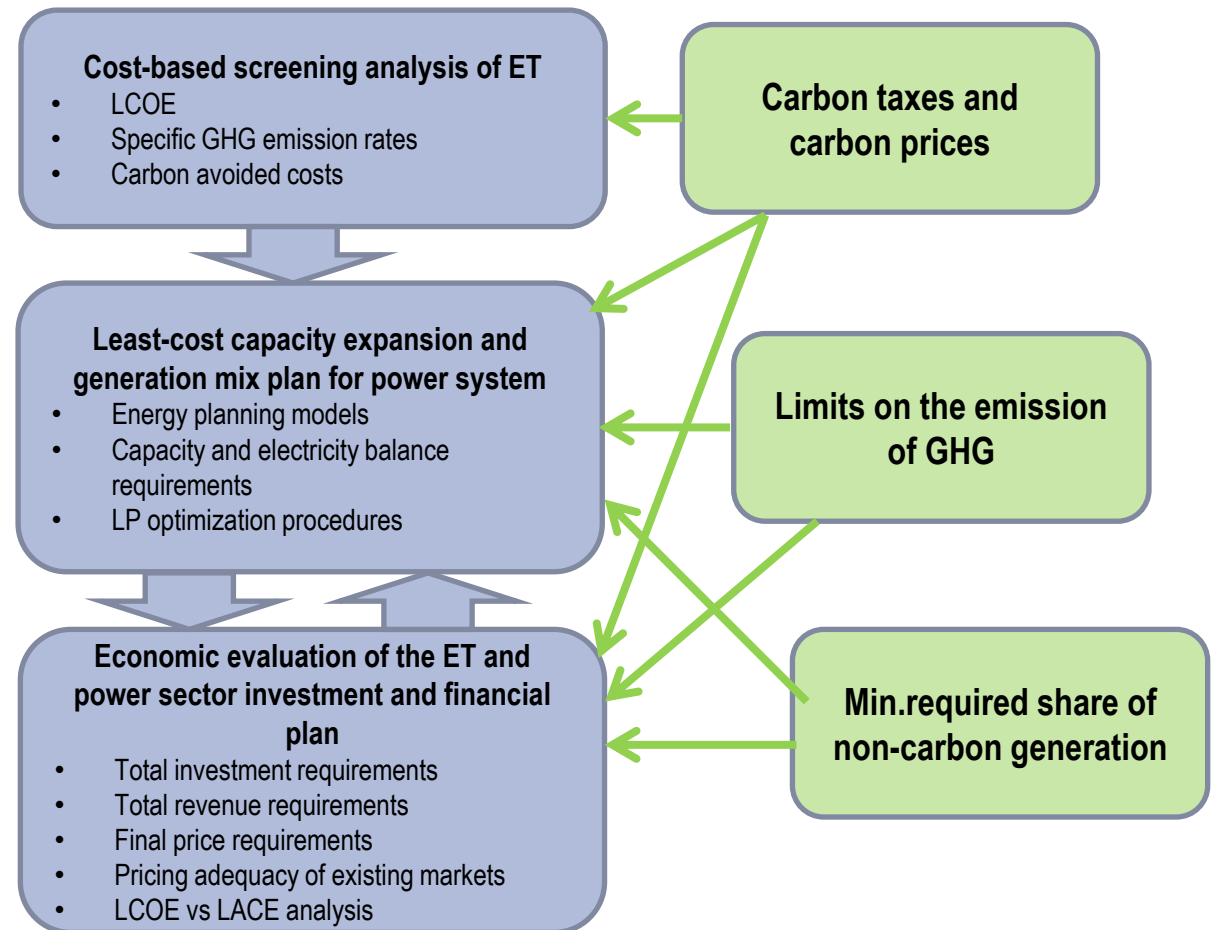 Cost-based screening analysis of ET
• LCOE
• Specific GHG emission rates
• Carbon avoided costs
Carbon taxes and
carbon prices
Least-cost capacity expansion and
generation mix plan for power system
• Energy planning models
• Capacity and electricity balance
requirements
• LP optimization procedures
Limits on the emission
of GHG
Economic evaluation of the ET and
power sector investment and financial
plan
• Total investment requirements
• Total revenue requirements
• Final price requirements
• Pricing adequacy of existing markets
• LCOE vs LACE analysis
Min.required share of
non-carbon generation